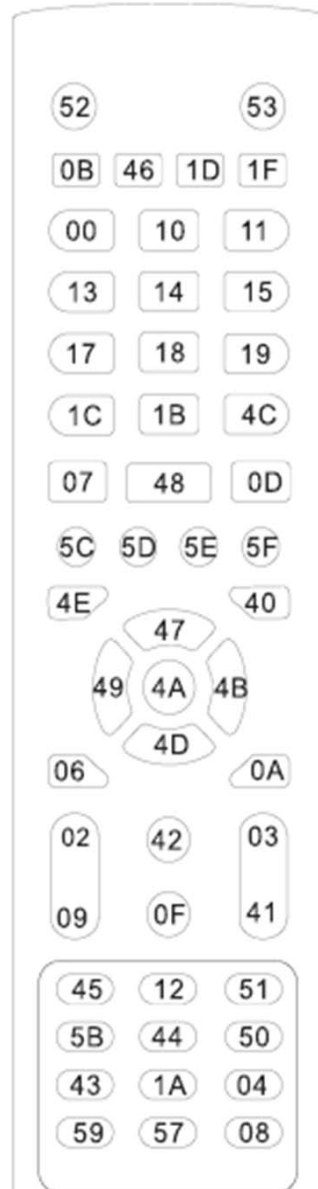 52 53
0B 46 1D 1F
00 10 11
13 14 15
17 18 19
1C 1B 4C
07 48 0D
5C 5D 5E 5F
4E 40
47
49 4A 4B
4D
06 0A
02 42 03
09 0F 41
45 12 51
5B 44 50
43 1A 04
59 57 08